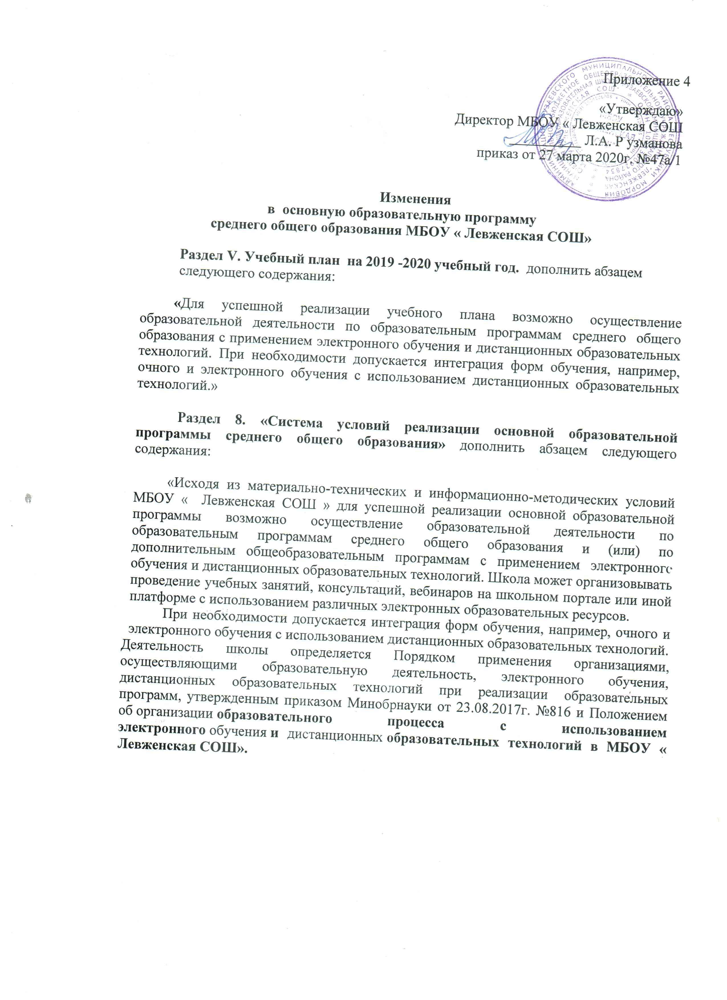 Приложение 4
«Утверждаю»
Директор МБОУ « Левженская СОШ
Л.А. Р узманова
приказ от 27 марта 2020г. №47а/1
Изменения
в основную образовательную программу
среднего общего образования МБОУ « Левженская СОШ»
Раздел V. Учебный план на 2019 -2020 учебный год. дополнить абзацем
следующего содержания:
«Для успешной реализации учебного плана возможно осуществление
образовательной деятельности по образовательным программам среднего общего
образования с применением электронного обучения и дистанционных образовательных
технологий. При необходимости допускается интеграция форм обучения, например,
очного и электронного обучения с использованием дистанционных образовательных
технологий.»
Раздел 8. «Система условий реализации основной образовательной
программы среднего общего образования» дополнить абзацем следующего
содержания:
«Исходя из материально-технических и информационно-методических условий
МБОУ « Левженская СОШ » для успешной реализации основной образовательной
программы возможно осуществление образовательной деятельности по
образовательным программам среднего общего образования и (или) по
дополнительным общеобразовательным программам с применением электронного
обучения и дистанционных образовательных технологий. Школа может организовывать
проведение учебных занятий, консультаций, вебинаров на школьном портале или иной
платформе с использованием различных электронных образовательных ресурсов.
При необходимости допускается интеграция форм обучения, например, очного и
электронного обучения с использованием дистанционных образовательных технологий.
Деятельность школы определяется Порядком применения организациями,
осуществляющими образовательную деятельность, электронного обучения,
дистанционных образовательных технологий при реализации образовательных
программ, утвержденным приказом Минобрнауки от 23.08.2017г. №816 и Положением
об организации образовательного процесса с использованием
электронного обучения и дистанционных образовательных технологий в МБОУ «
Левженская СОШ».